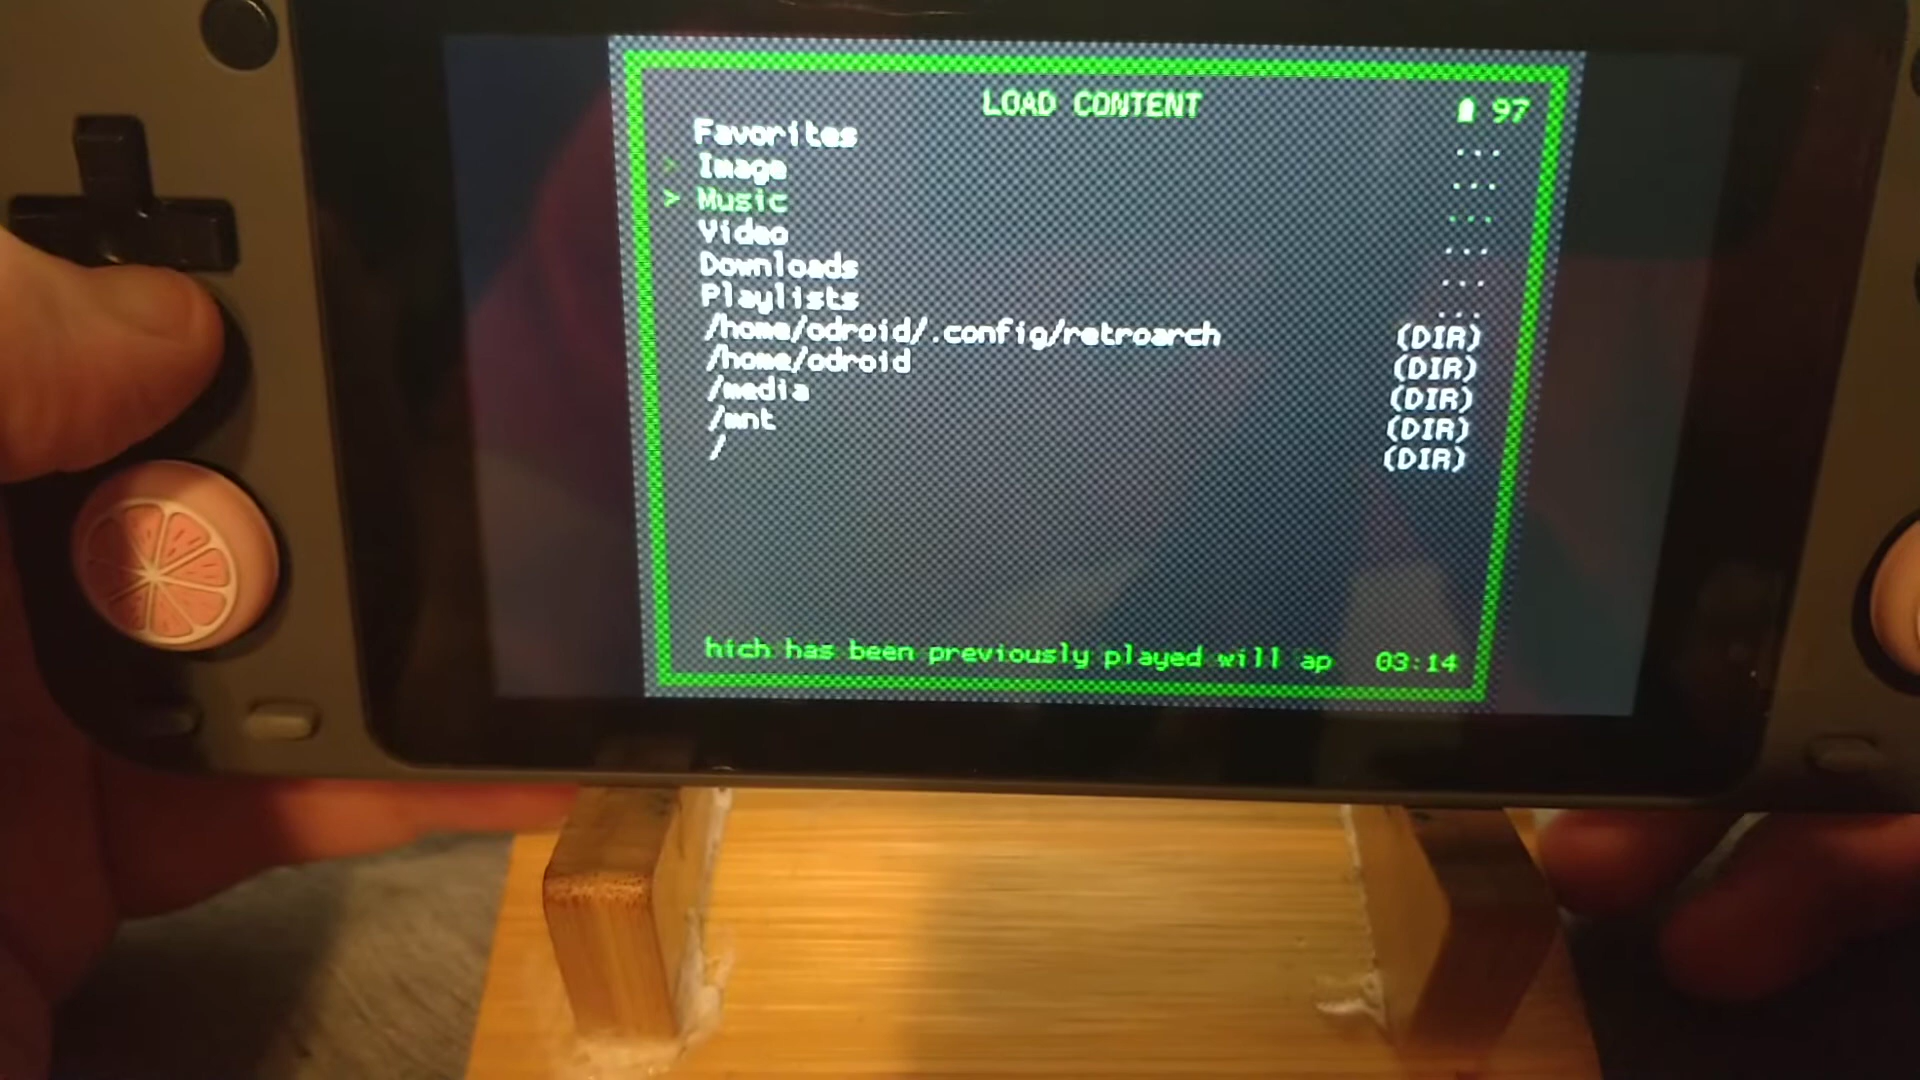 LOAD CONTENT 97
Favorites ...
> Image ...
> Music ...
Video ...
Downloads ...
Playlists ...
/home/odroid/.config/retroarch (DIR)
/home/odroid (DIR)
/media (DIR)
/mnt (DIR)
/ (DIR)
hich has been previously played will ap 03:14